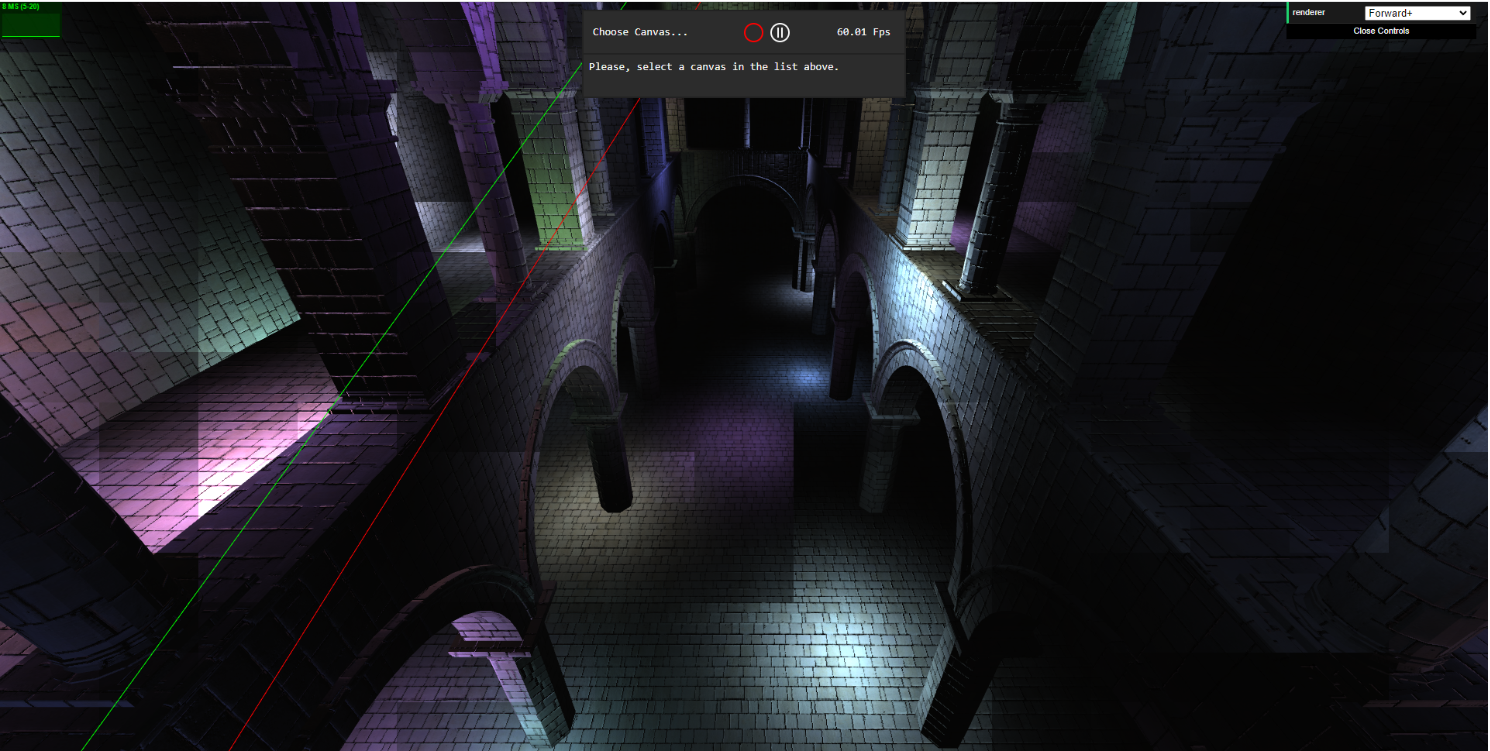 8 MS (5-20)
Choose Canvas...
60.01 Fps
Please, select a canvas in the list above.
renderer
Forward+
Close Controls